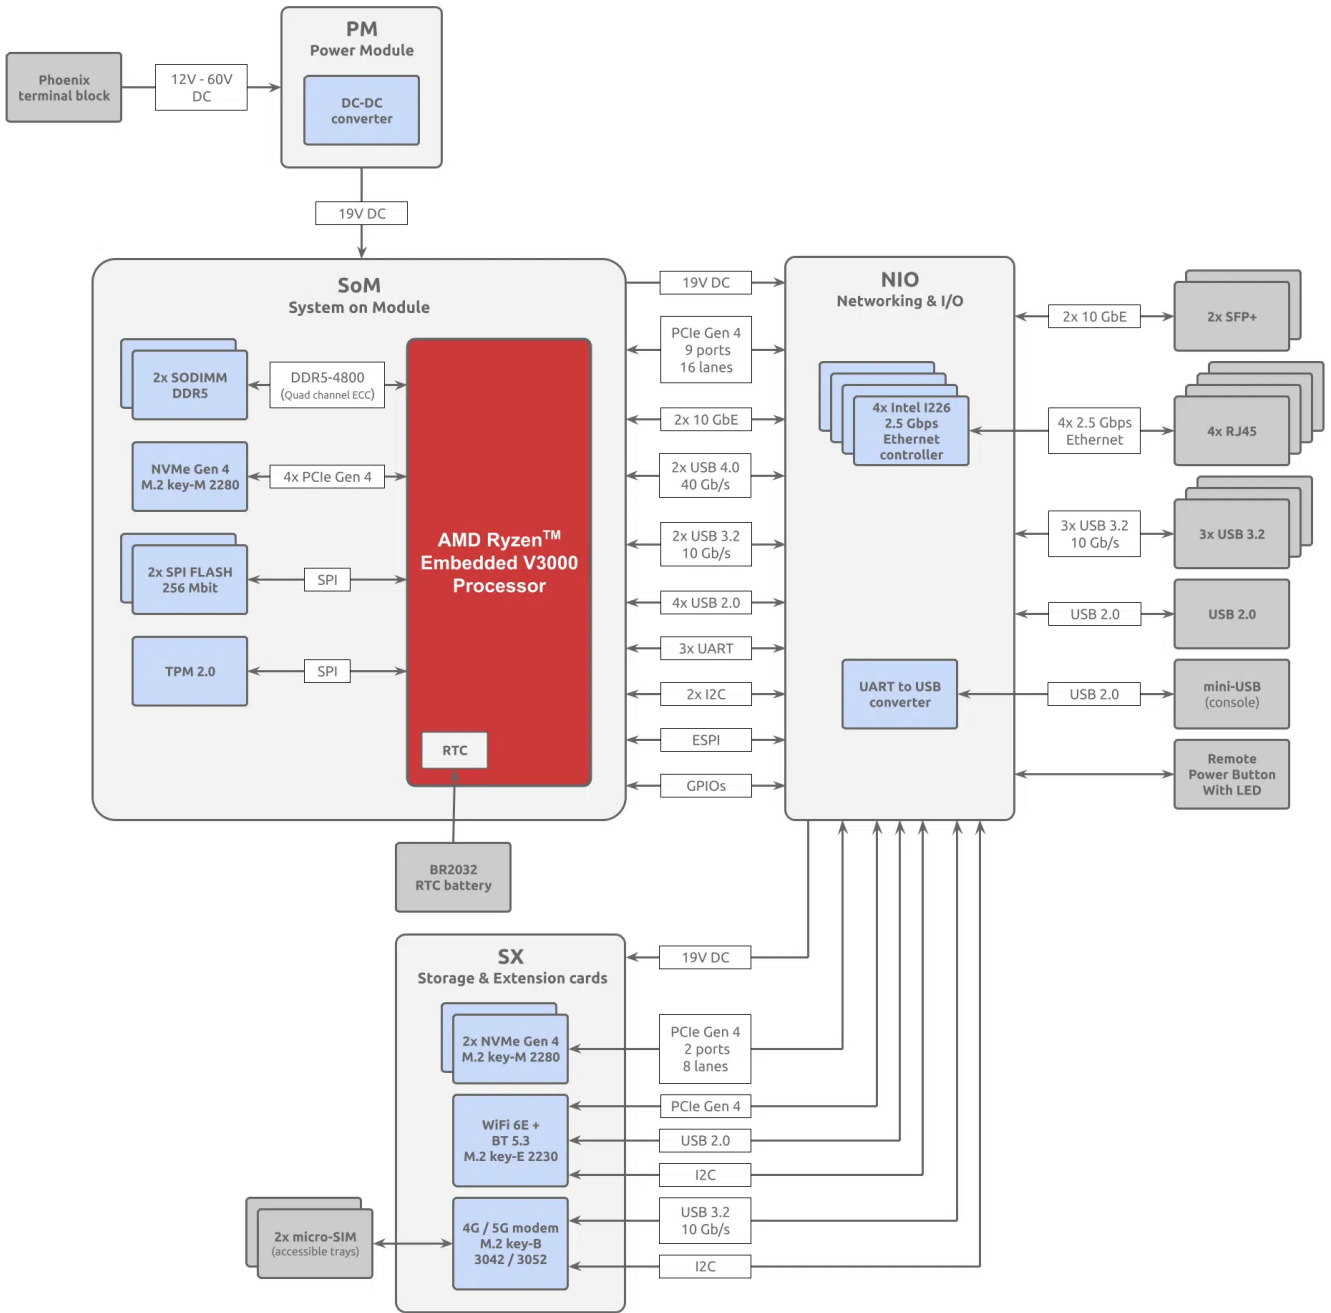 PM
Power Module
Phoenix
terminal block
12V - 60V
DC
DC-DC
converter
19V DC
SoM
System on Module
2x SODIMM
DDR5
DDR5-4800
(Quad channel ECC)
NVMe Gen 4
M.2 key-M 2280
4x PCIe Gen 4
2x SPI FLASH
256 Mbit
SPI
TPM 2.0
SPI
AMD Ryzen™
Embedded V3000
Processor
RTC
BR2032
RTC battery
19V DC
PCIe Gen 4
9 ports
16 lanes
2x 10 GbE
2x USB 4.0
40 Gb/s
2x USB 3.2
10 Gb/s
4x USB 2.0
3x UART
2x I2C
ESPI
GPIOs
NIO
Networking & I/O
4x Intel I226
2.5 Gbps
Ethernet
controller
UART to USB
converter
2x 10 GbE
2x SFP+
4x 2.5 Gbps
Ethernet
4x RJ45
3x USB 3.2
10 Gb/s
3x USB 3.2
USB 2.0
USB 2.0
USB 2.0
mini-USB
(console)
Remote
Power Button
With LED
SX
Storage & Extension cards
19V DC
2x NVMe Gen 4
M.2 key-M 2280
PCIe Gen 4
2 ports
8 lanes
WiFi 6E +
BT 5.3
M.2 key-E 2230
PCIe Gen 4
USB 2.0
I2C
2x micro-SIM
(accessible trays)
4G / 5G modem
M.2 key-B
3042 / 3052
USB 3.2
10 Gb/s
I2C